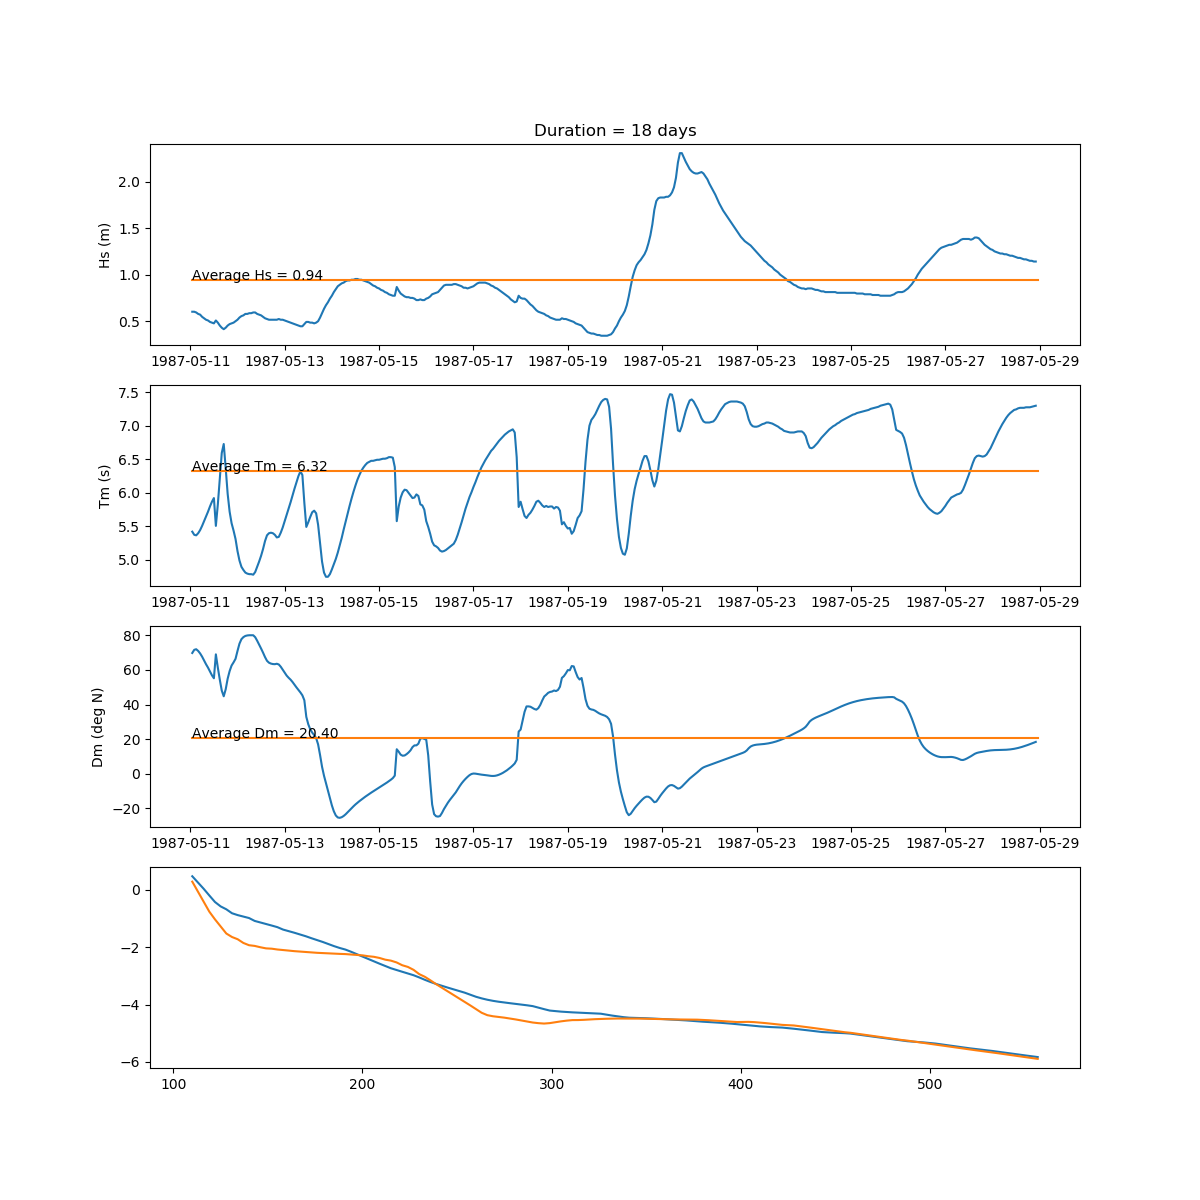 Duration = 18 days
2.0
1.5
1.0
0.5
Hs (m)
Average Hs = 0.94
1987-05-11 1987-05-13 1987-05-15 1987-05-17 1987-05-19 1987-05-21 1987-05-23 1987-05-25 1987-05-27 1987-05-29
7.5
7.0
6.5
6.0
5.5
5.0
Tm (s)
Average Tm = 6.32
1987-05-11 1987-05-13 1987-05-15 1987-05-17 1987-05-19 1987-05-21 1987-05-23 1987-05-25 1987-05-27 1987-05-29
80
60
40
20
0
−20
Dm (deg N)
Average Dm = 20.40
1987-05-11 1987-05-13 1987-05-15 1987-05-17 1987-05-19 1987-05-21 1987-05-23 1987-05-25 1987-05-27 1987-05-29
0
−2
−4
−6
100 200 300 400 500